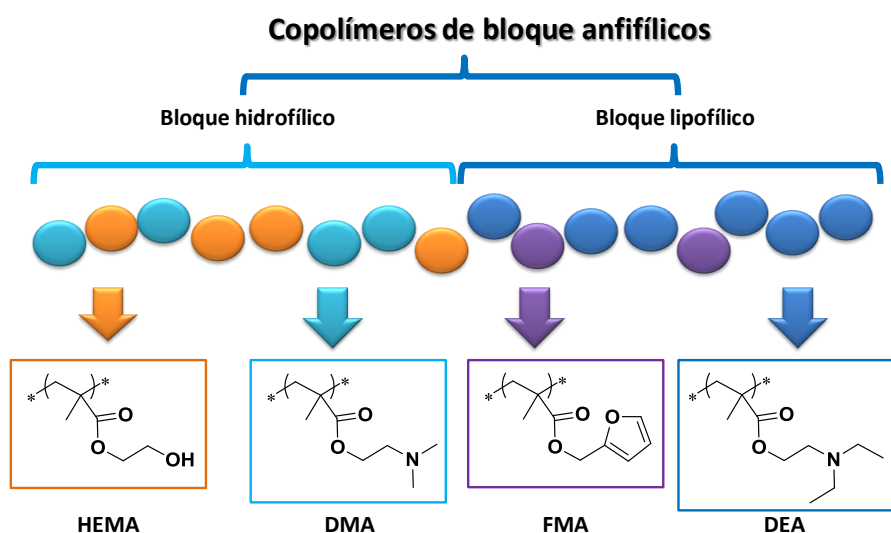 Copolímeros de bloque anfifílicos
Bloque hidrofílico
Bloque lipofílico
* ( ) *
O
O
OH
HEMA
* ( ) *
O
O
N
DMA
* ( ) *
O
O
O
FMA
* ( ) *
O
O
N
DEA